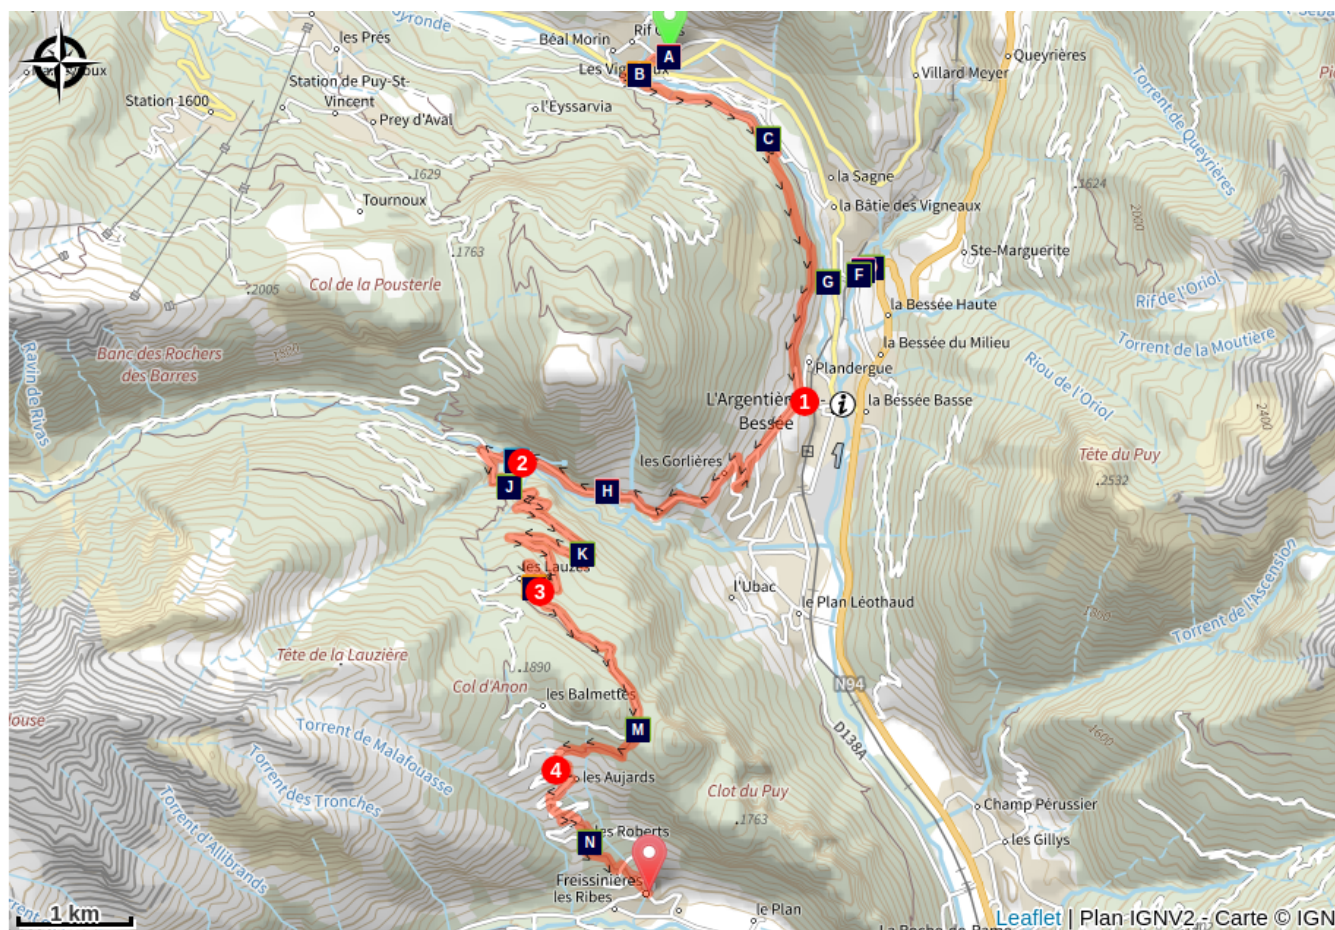 les Prés
Béal Morin
Queyrières
Villard Meyer
Station de Puy-St-
Vincent
Station 1600
l'Eyssarvia
Prey d'Aval
A
B
C
Torrent de Queyrières
1629
Tournoux
la Sagne
la Bâtie des Vigneaux
1624
2000
1763
Ste-Marguerite
Col de la Pousterle
2005
F
G
Rif de l'Oriol
la Bessée Haute
Torrent de la Moutière
la Bessée du Milieu
Banc des Rochers
des Barres
Ravin de Rivas
Plandergue
Riou de l'Oriol
1
i
la Bessée Basse
Bessée
2400
les Gorlières
Tête du Puy
2532
2
J
H
K
les Lauzes
3
l'Ubac
le Plan Léothaud
Torrent de l'Ascension
Tête de la Lauzière
1890
Col d'Anon
les Balmettes
N94
D138A
M
1600
Torrent de Malafouasse
Torrent des Tronches
Torrent d'Allibrands
4
les Aujards
Clot du Puy
1763
Champ Pérussier
les Gillys
N
les Roberts
Freissinières
les Ribes
le Plan
1 km
Leaflet | Plan IGNV2 - Carte © IGN